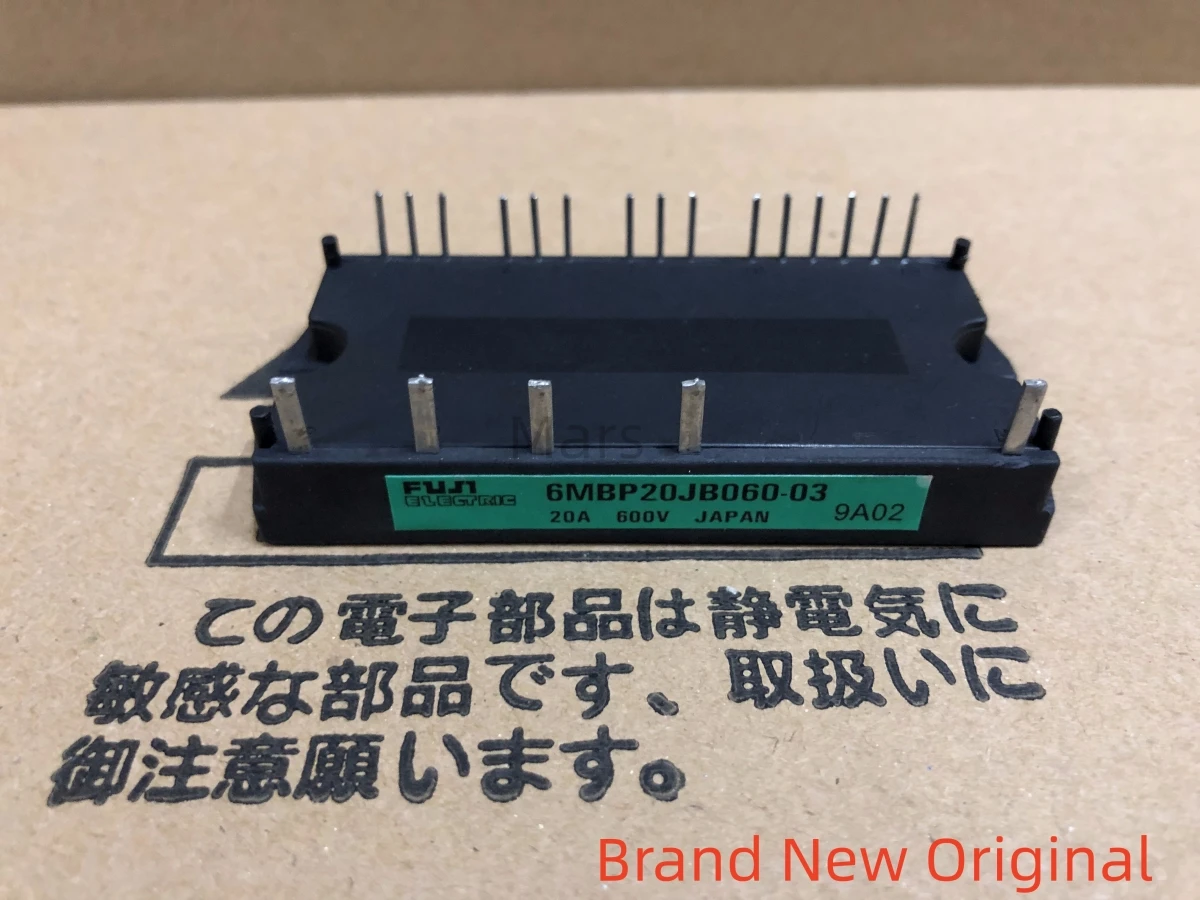 Mars
FUJI
ELECTRIC
6MBP20JB060-03
20A 600V JAPAN
9A02
この電子部品は静電気に
敏感な部品です、取扱いに
御注意願います。
Brand New Original